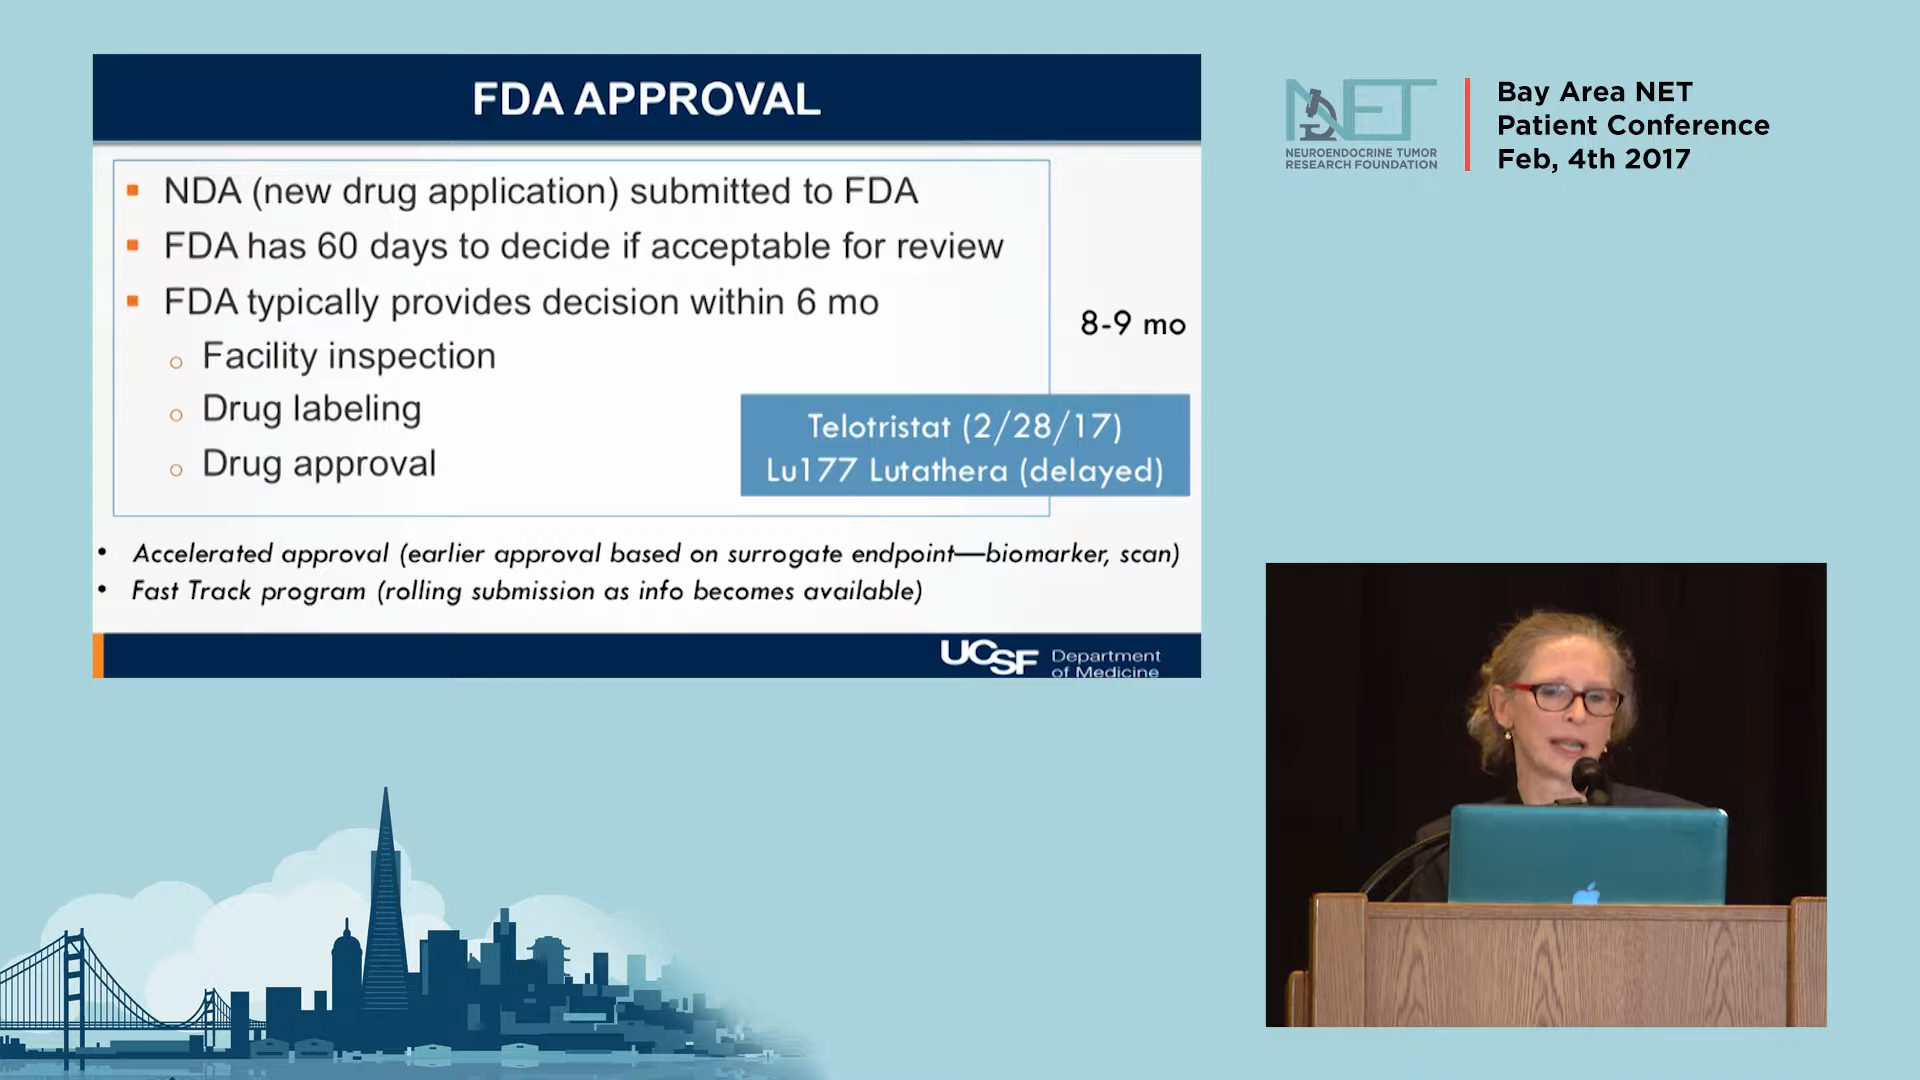 FDA APPROVAL
NDA (new drug application) submitted to FDA
FDA has 60 days to decide if acceptable for review
FDA typically provides decision within 6 mo
Facility inspection
Drug labeling
Drug approval
8-9 mo
Telotristat (2/28/17)
Lu177 Lutathera (delayed)
Accelerated approval (earlier approval based on surrogate endpoint—biomarker, scan)
Fast Track program (rolling submission as info becomes available)
UCSF Department
of Medicine
NET
NEUROENDOCRINE TUMOR
RESEARCH FOUNDATION
Bay Area NET
Patient Conference
Feb, 4th 2017